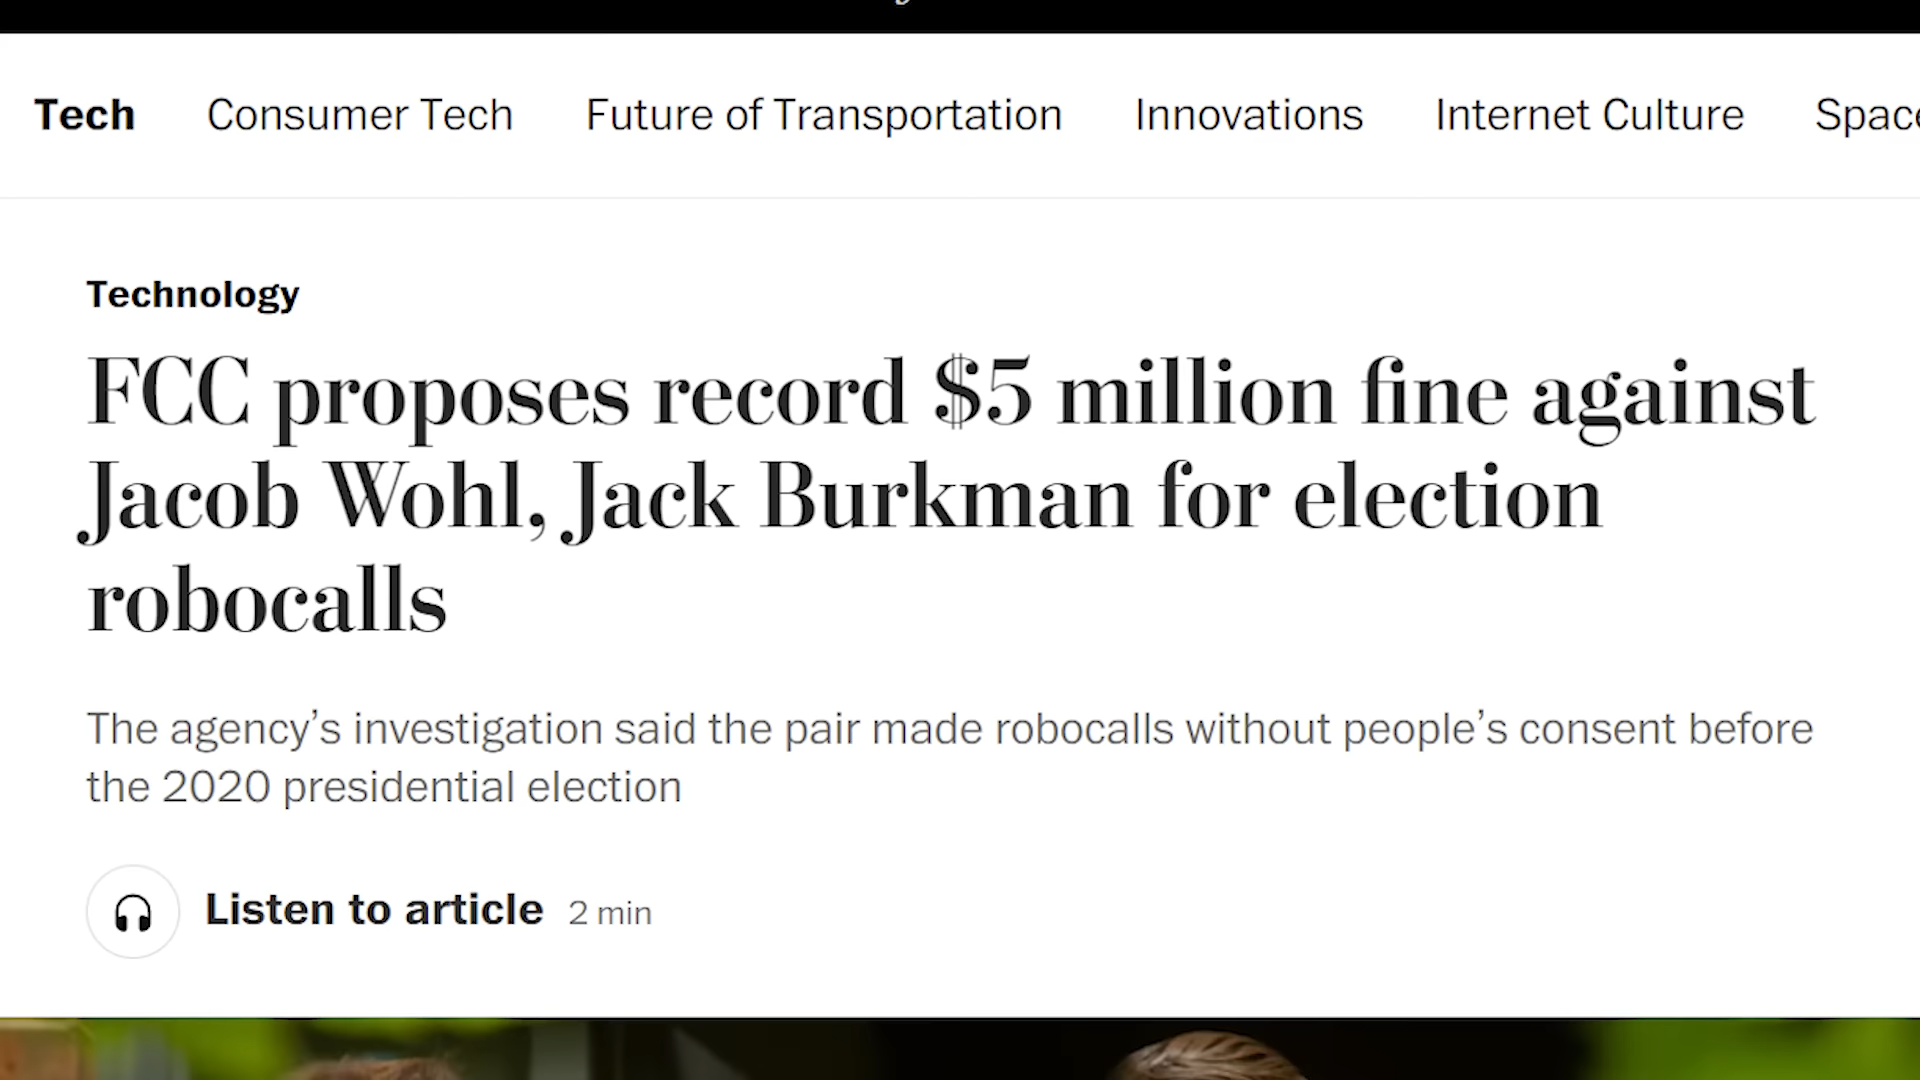 Tech Consumer Tech Future of Transportation Innovations Internet Culture Space
Technology
FCC proposes record $5 million fine against
Jacob Wohl, Jack Burkman for election
robocalls
The agency’s investigation said the pair made robocalls without people’s consent before
the 2020 presidential election
Listen to article 2 min